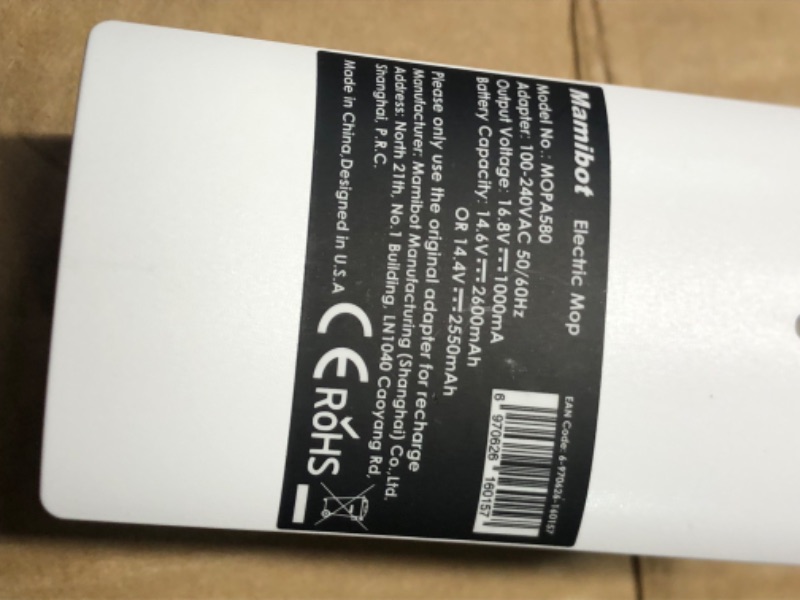 Mamibot Electric Mop
Model No.: MOPA580
Adapter: 100-240VAC 50/60Hz
Output Voltage: 16.8V⎓1000mA
Battery Capacity: 14.6V⎓2600mAh
OR 14.4V⎓2550mAh
EAN Code: 6-970626-160157
6 970626 160157
Please only use the original adapter for recharge
Manufacturer: Mamibot Manufacturing (Shanghai) Co.,Ltd.
Address: North 21th, No.1 Building, LN1040 Caoyang Rd,
Shanghai, P.R.C.
Made in China,Designed in U.S.A CE RoHS